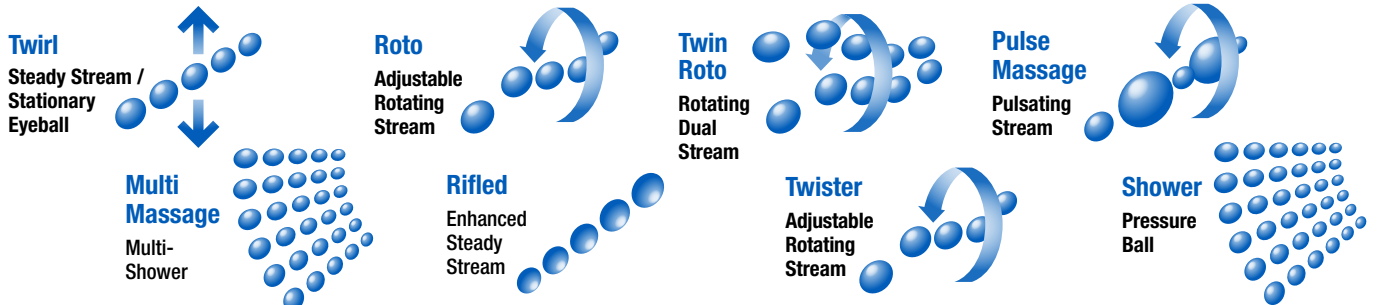 Twirl
Steady Stream /
Stationary
Eyeball
Roto
Adjustable
Rotating
Stream
Twin
Roto
Rotating
Dual
Stream
Pulse
Massage
Pulsating
Stream
Multi
Massage
Multi-
Shower
Rifled
Enhanced
Steady
Stream
Twister
Adjustable
Rotating
Stream
Shower
Pressure
Ball